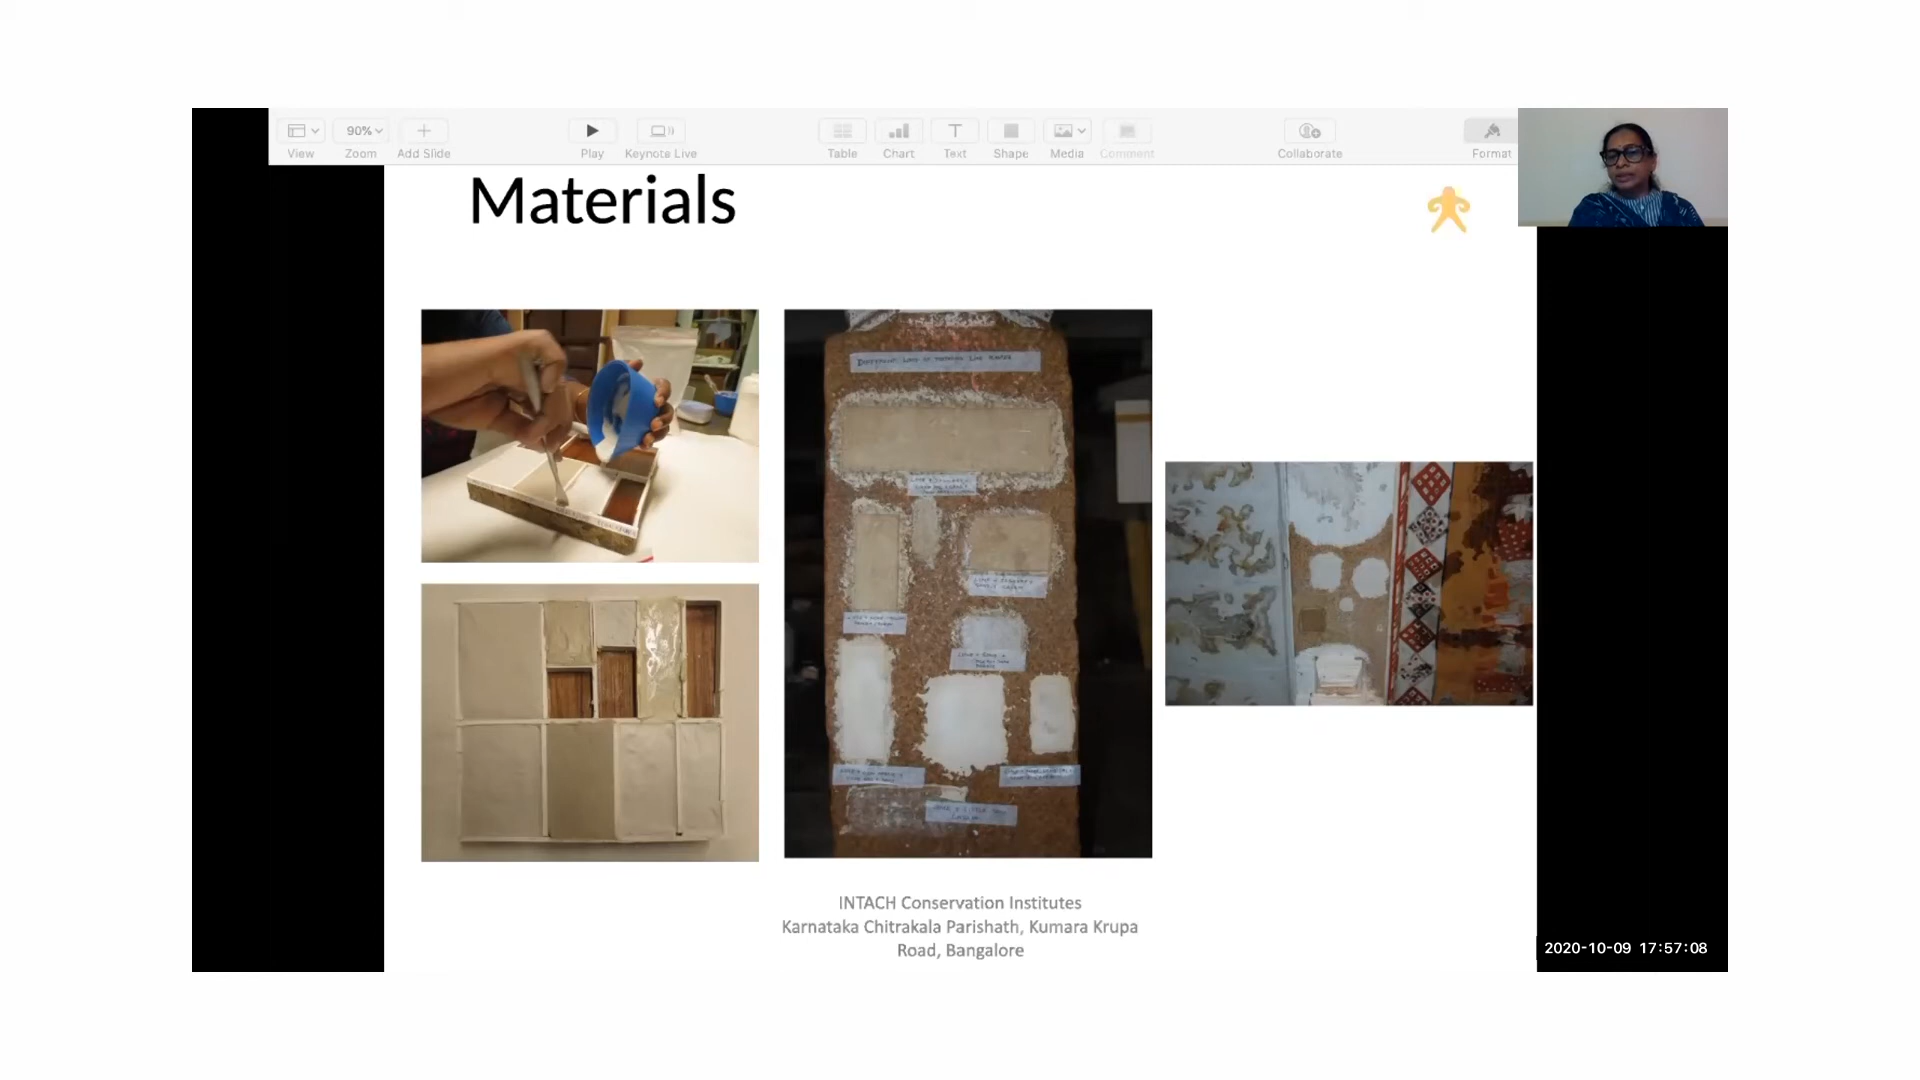 90%
View
Zoom
Add Slide
Play
Keynote Live
Table
Chart
Text
Shape
Media
Comment
Collaborate
Format
Materials
INTACH Conservation Institutes
Karnataka Chitrakala Parishath, Kumara Krupa
Road, Bangalore
2020-10-09 17:57:08